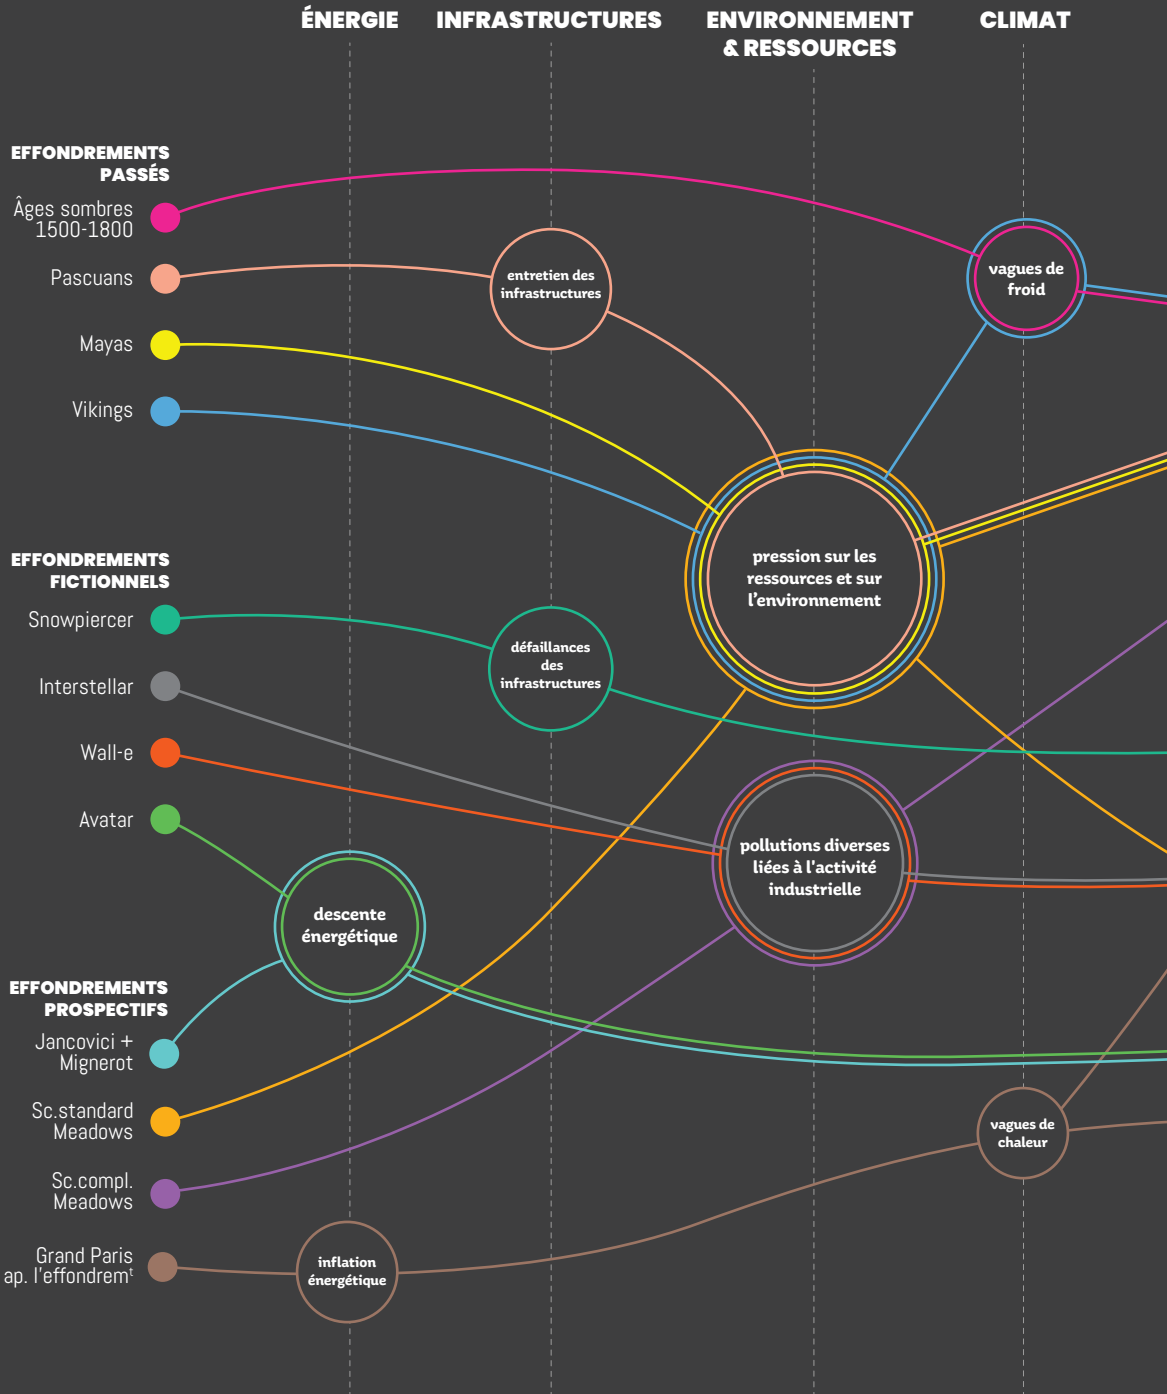 ÉNERGIE
INFRASTRUCTURES
ENVIRONNEMENT
& RESSOURCES
CLIMAT
EFFONDREMENTS
PASSÉS
Âges sombres
1500-1800
Pascuans
Mayas
Vikings
entretien des
infrastructures
vagues de
froid
pression sur les
ressources et sur
l'environnement
EFFONDREMENTS
FICTIONNELS
Snowpiercer
Interstellar
Wall-e
Avatar
défaillances
des
infrastructures
pollutions diverses
liées à l'activité
industrielle
descente
énergétique
EFFONDREMENTS
PROSPECTIFS
Jancovici +
Mignerot
Sc.standard
Meadows
Sc.compl.
Meadows
Grand Paris
ap. l'effondremᵗ
inflation
énergétique
vagues de
chaleur